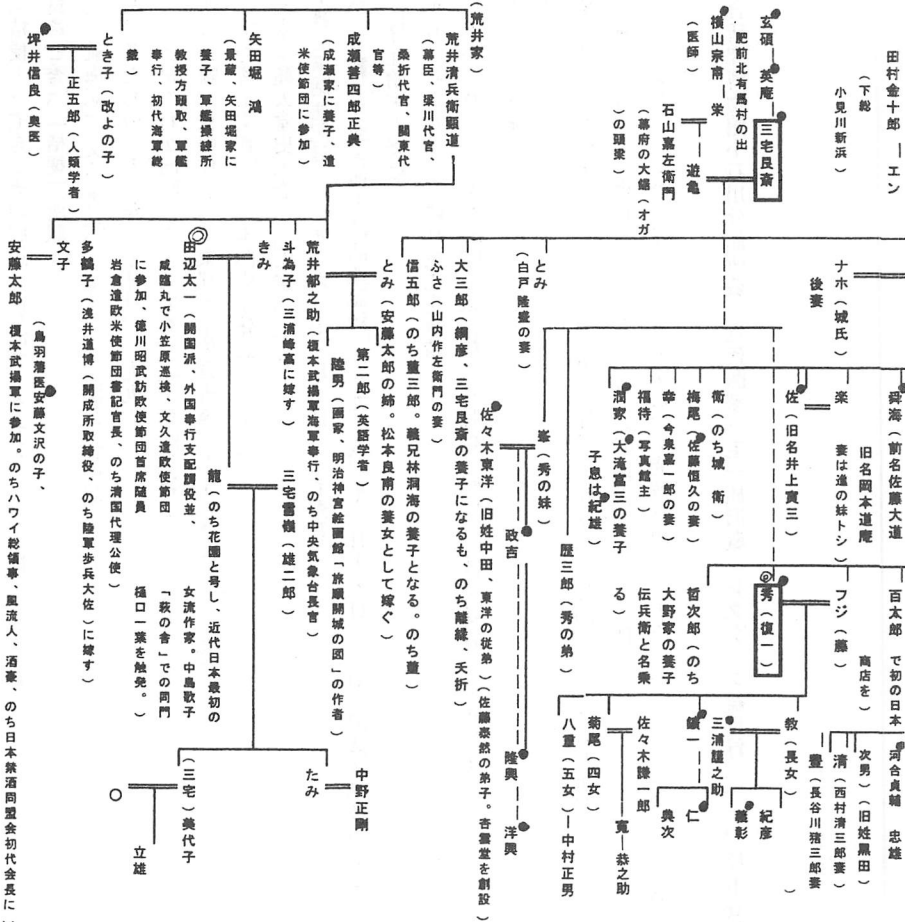 田村金十郎 ― エン
(下総
小見川新浜)
玄碩 ― 英庵 ― 三宅艮斎
肥前北有馬村の出
横山宗甫 ― 栄
(医師)
遊亀
石山嘉左衛門
(幕府の大鋸(オガ
)の頭梁)
(荒井家)
荒井清兵衛顕道
(幕臣、梁川代官、
桑折代官、関東代
官等)
成瀬善四郎正典
(成瀬家に養子、遣
米使節団に参加)
矢田堀 鴻
(景蔵、矢田堀家に
養子、軍艦操練所
教授方頭取、軍艦
奉行、初代海軍総
裁)
とき子(改よの子)
正五郎(人類学者)
坪井信良(奥医)
ナホ(城氏)
後妻
舜海(前名佐藤大道
旧名岡本道庵
楽
妻は進の妹トシ)
佐(旧名井上寅三)
衛(のち城 衛)
梅尾(佐藤恒久の妻)
幸(今泉嘉一郎の妻)
福待(写真館主)
潤家(大滝富三の養子
子息は紀雄)
とみ
(白戸隆盛の妻)
峯(秀の妹)
歴三郎(秀の弟)
大三郎(綱彦、三宅艮斎の養子になるも、のち離縁、夭折)
ふさ(山内作左衛門の妻)
信五郎(のち董三郎。義兄林洞海の養子となる。のち董)
とみ(安藤太郎の姉。松本良甫の養女として嫁ぐ)
荒井郁之助(榎本武揚軍海軍奉行、のち中央気象台長官)
第二郎(英語学者)
陸男(画家、明治神宮絵画館「旅順開城の図」の作者)
斗為子(三浦峰高に嫁す)
きみ
田辺太一(開国派、外国奉行支配調役並、
咸臨丸で小笠原巡検、文久遣欧使節団
に参加、徳川昭武訪欧使節団首席随員
岩倉遣欧米使節団書記官長、のち清国代理公使)
多鶴子(浅井道博(開成所取締役、のち陸軍歩兵大佐)に嫁す)
文子
(鳥羽藩医安藤文沢の子、
安藤太郎 榎本武揚軍に参加。のちハワイ総領事、風流人、酒豪、のち日本禁酒同盟会初代会長に
百太郎 で初の日本
商店を)
フジ(藤)
秀(復一)
哲次郎(のち
大野家の養子
伝兵衛と名乗
る)
佐々木東洋(旧姓中田、東洋の従弟)(佐藤泰然の弟子。杏雲堂を創設)
政吉
隆興
洋興
三宅雪嶺(雄二郎)
龍(のち花圃と号し、近代日本最初の
女流作家。中島歌子
「萩の舎」での同門
樋口一葉を触発。)
河合貞輔 忠雄
次男)(旧姓黒田)
清(西村清三郎妻)
豊(長谷川猪三郎妻
)
教(長女)
三浦謹之助
紀彦
義彰
鑛一
仁
典次
佐々木謙一郎
寛 ― 恭之助
菊尾(四女)
八重(五女)― 中村正男
中野正剛
たみ
(三宅)美代子
立雄